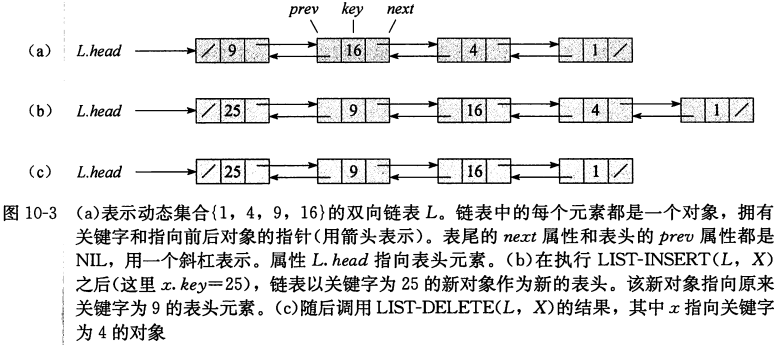 prev key next
(a) L.head / 9 16 4 1 /
(b) L.head / 25 9 16 4 1 /
(c) L.head / 25 9 16 1 /
图 10-3 (a)表示动态集合{1，4，9，16}的双向链表 L。链表中的每个元素都是一个对象，拥有
关键字和指向前后对象的指针(用箭头表示)。表尾的 next 属性和表头的 prev 属性都是
NIL，用一个斜杠表示。属性 L. head 指向表头元素。(b)在执行 LIST-INSERT(L，X)
之后(这里 x. key=25)，链表以关键字为 25 的新对象作为新的表头。该新对象指向原来
关键字为 9 的表头元素。(c)随后调用 LIST-DELETE(L，X)的结果，其中 x 指向关键字
为 4 的对象